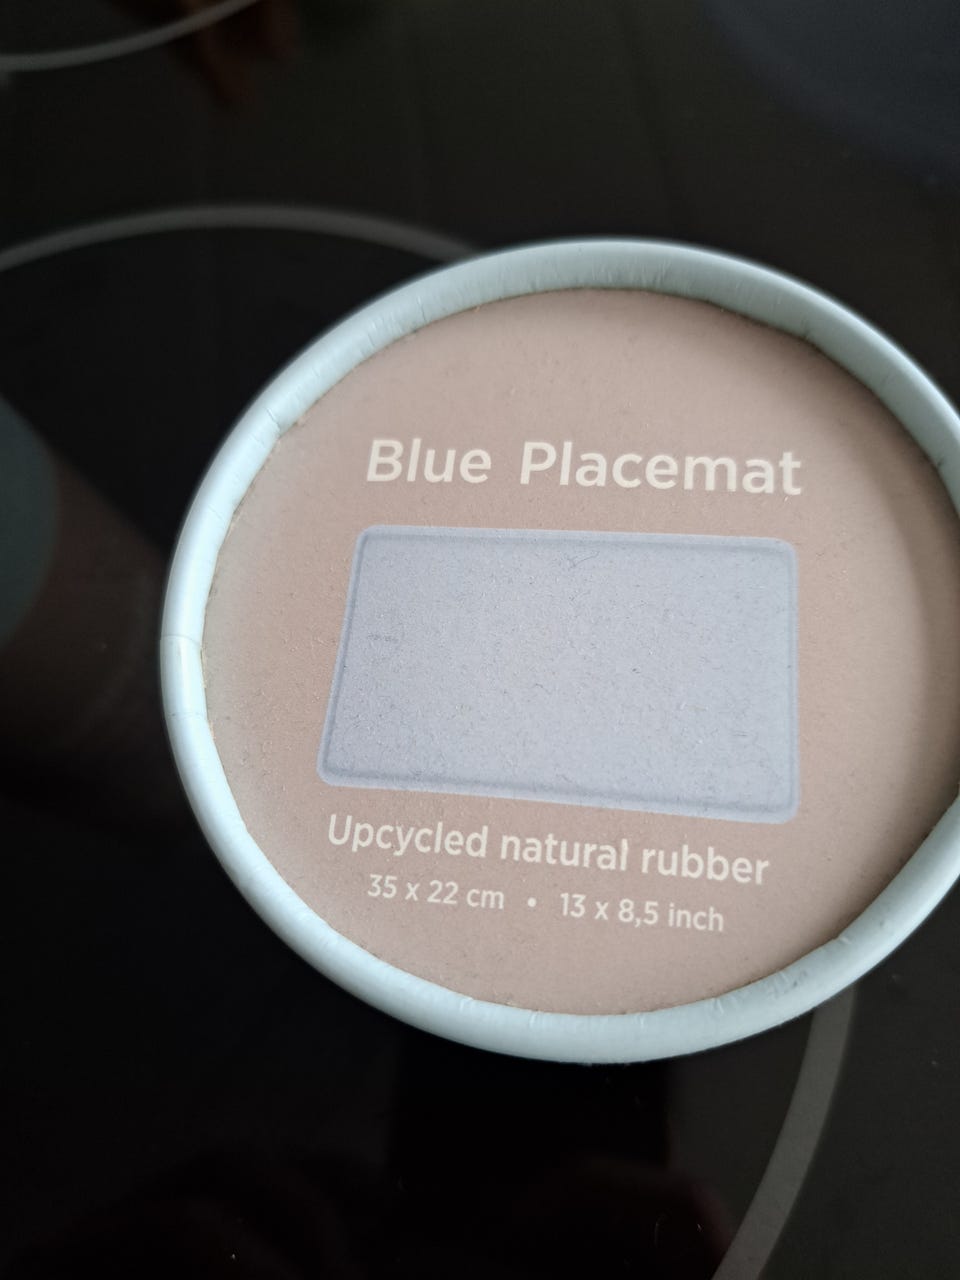 Blue Placemat
Upcycled natural rubber
35 x 22 cm • 13 x 8,5 inch